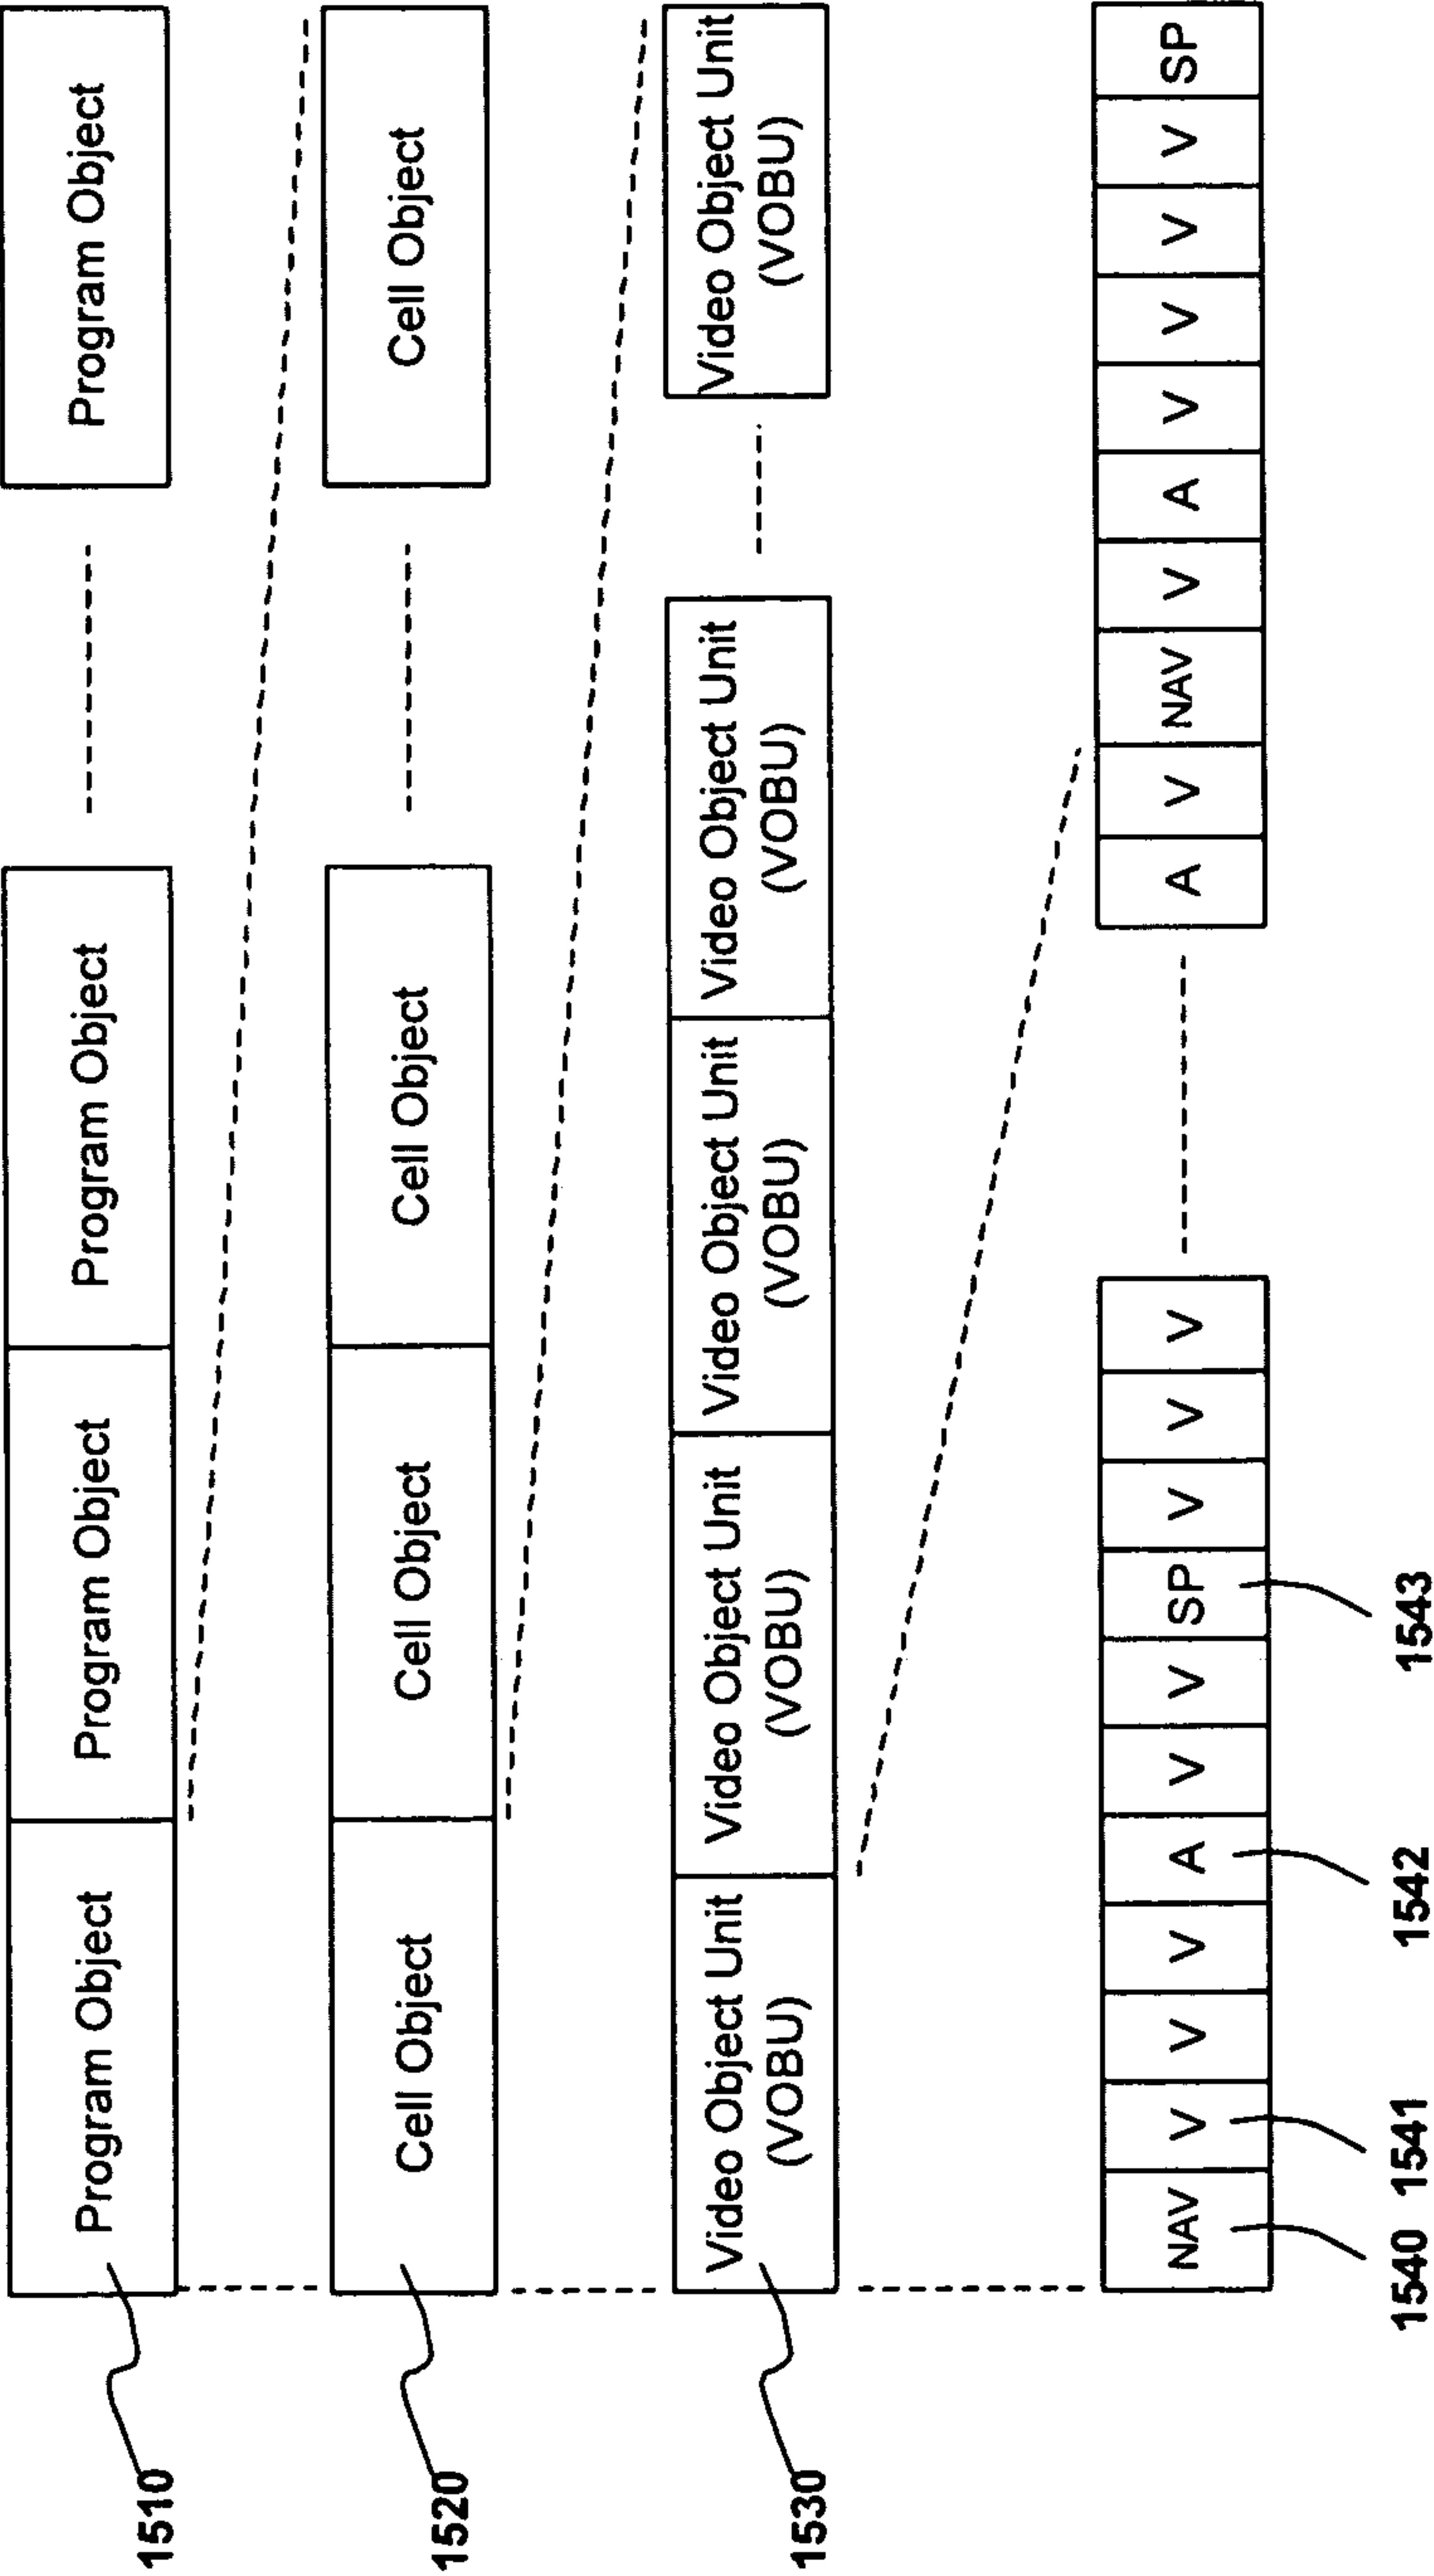 Program Object
Program Object
Program Object
Program Object
1510
Cell Object
Cell Object
Cell Object
Cell Object
1520
Video Object Unit
(VOBU)
Video Object Unit
(VOBU)
Video Object Unit
(VOBU)
Video Object Unit
(VOBU)
Video Object Unit
(VOBU)
1530
NAV
V
V
V
A
V
V
SP
V
V
V
A
V
NAV
V
A
V
V
V
V
SP
1540
1541
1542
1543